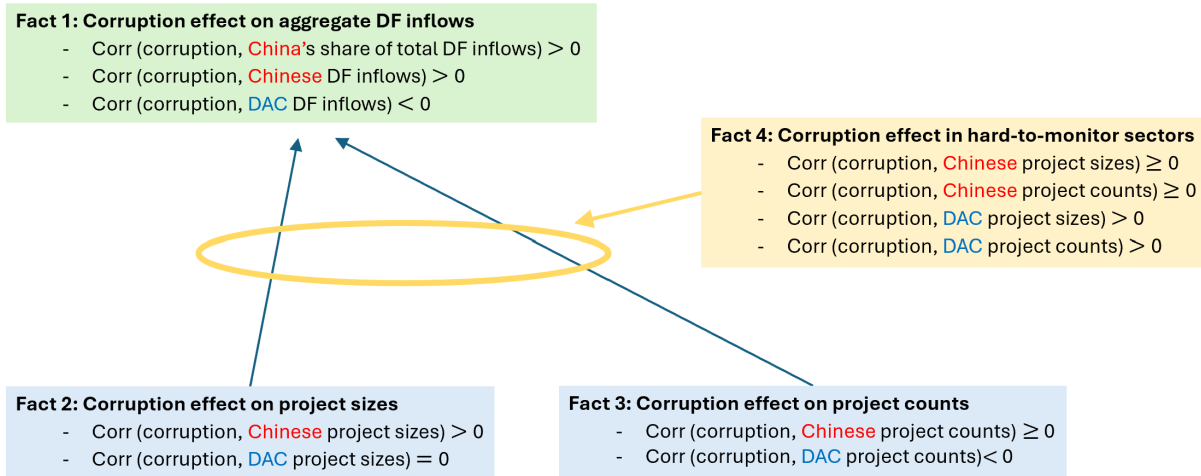 Fact 1: Corruption effect on aggregate DF inflows
- Corr (corruption, China's share of total DF inflows) > 0
- Corr (corruption, Chinese DF inflows) > 0
- Corr (corruption, DAC DF inflows) < 0
Fact 4: Corruption effect in hard-to-monitor sectors
- Corr (corruption, Chinese project sizes) ≥ 0
- Corr (corruption, Chinese project counts) ≥ 0
- Corr (corruption, DAC project sizes) > 0
- Corr (corruption, DAC project counts) > 0
Fact 2: Corruption effect on project sizes
- Corr (corruption, Chinese project sizes) > 0
- Corr (corruption, DAC project sizes) = 0
Fact 3: Corruption effect on project counts
- Corr (corruption, Chinese project counts) ≥ 0
- Corr (corruption, DAC project counts)< 0